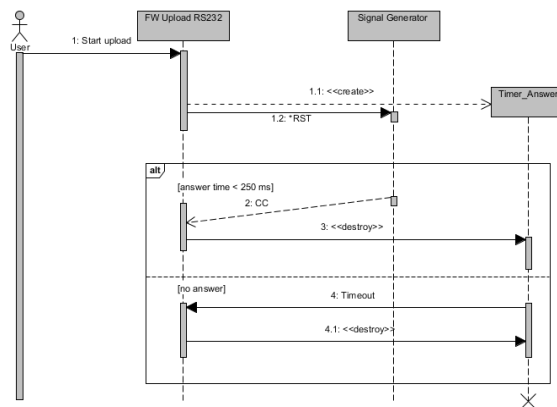 FW Upload RS232
Signal Generator
User
1: Start upload
1.1: <<create>>
Timer_Answer
1.2: *RST
alt
[answer time < 250 ms]
2: CC
3: <<destroy>>
[no answer]
4: Timeout
4.1: <<destroy>>